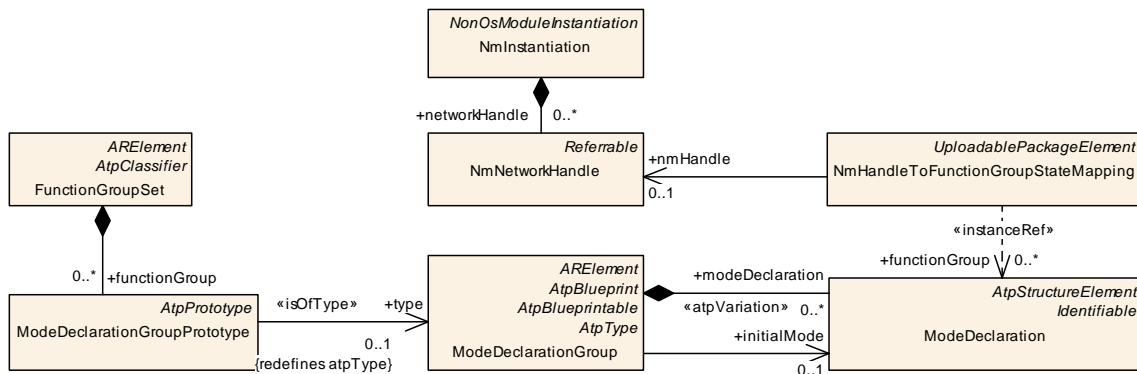 NonOsModuleInstantiation
NmInstantiation
+networkHandle 0..*
ARElement
AtpClassifier
FunctionGroupSet
Referrable
NmNetworkHandle
+nmHandle
0..1
UploadablePackageElement
NmHandleToFunctionGroupStateMapping
«instanceRef»
+functionGroup 0..*
0..* +functionGroup
AtpPrototype
ModeDeclarationGroupPrototype
«isOfType» +type
0..1
{redefines atpType}
ARElement
AtpBlueprint
AtpBlueprintable
AtpType
ModeDeclarationGroup
+modeDeclaration
«atpVariation» 0..*
+initialMode
0..1
AtpStructureElement
Identifiable
ModeDeclaration